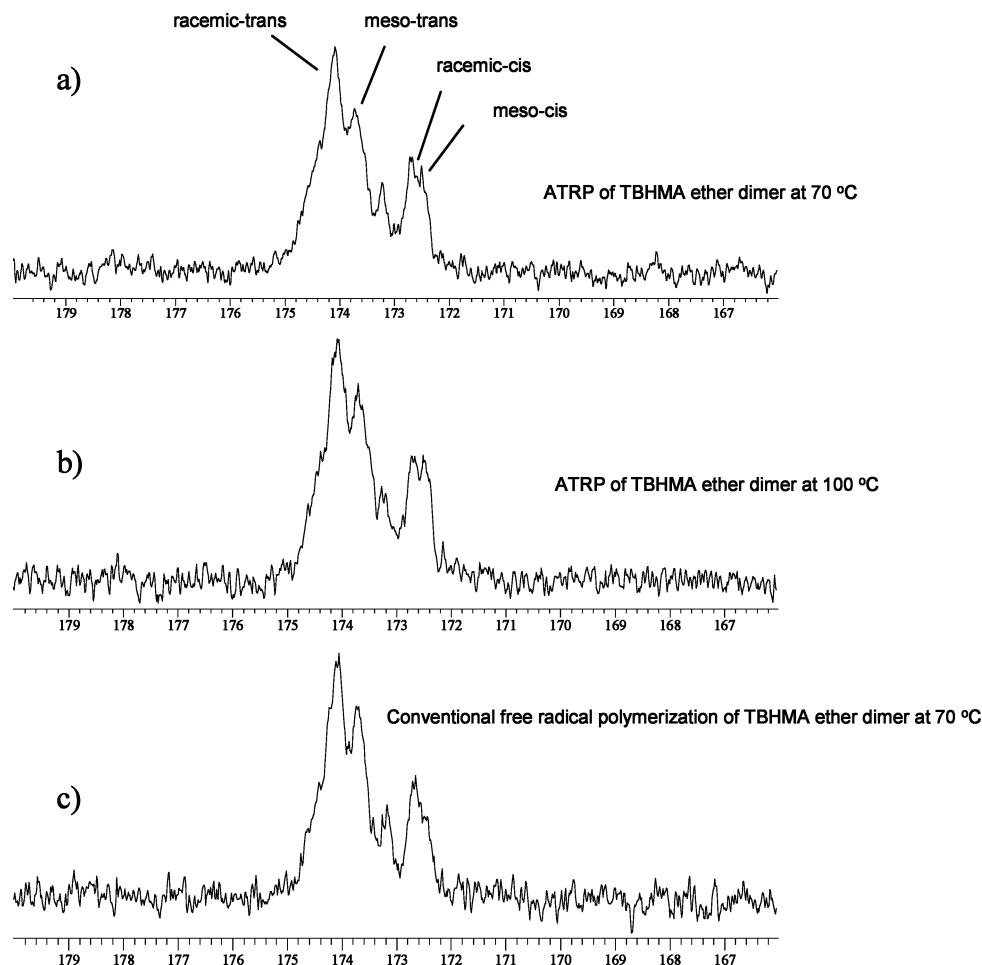 racemic-trans
meso-trans
racemic-cis
meso-cis
a)
ATRP of TBHMA ether dimer at 70 ºC
179 178 177 176 175 174 173 172 171 170 169 168 167
b)
ATRP of TBHMA ether dimer at 100 ºC
179 178 177 176 175 174 173 172 171 170 169 168 167
Conventional free radical polymerization of TBHMA ether dimer at 70 ºC
c)
179 178 177 176 175 174 173 172 171 170 169 168 167